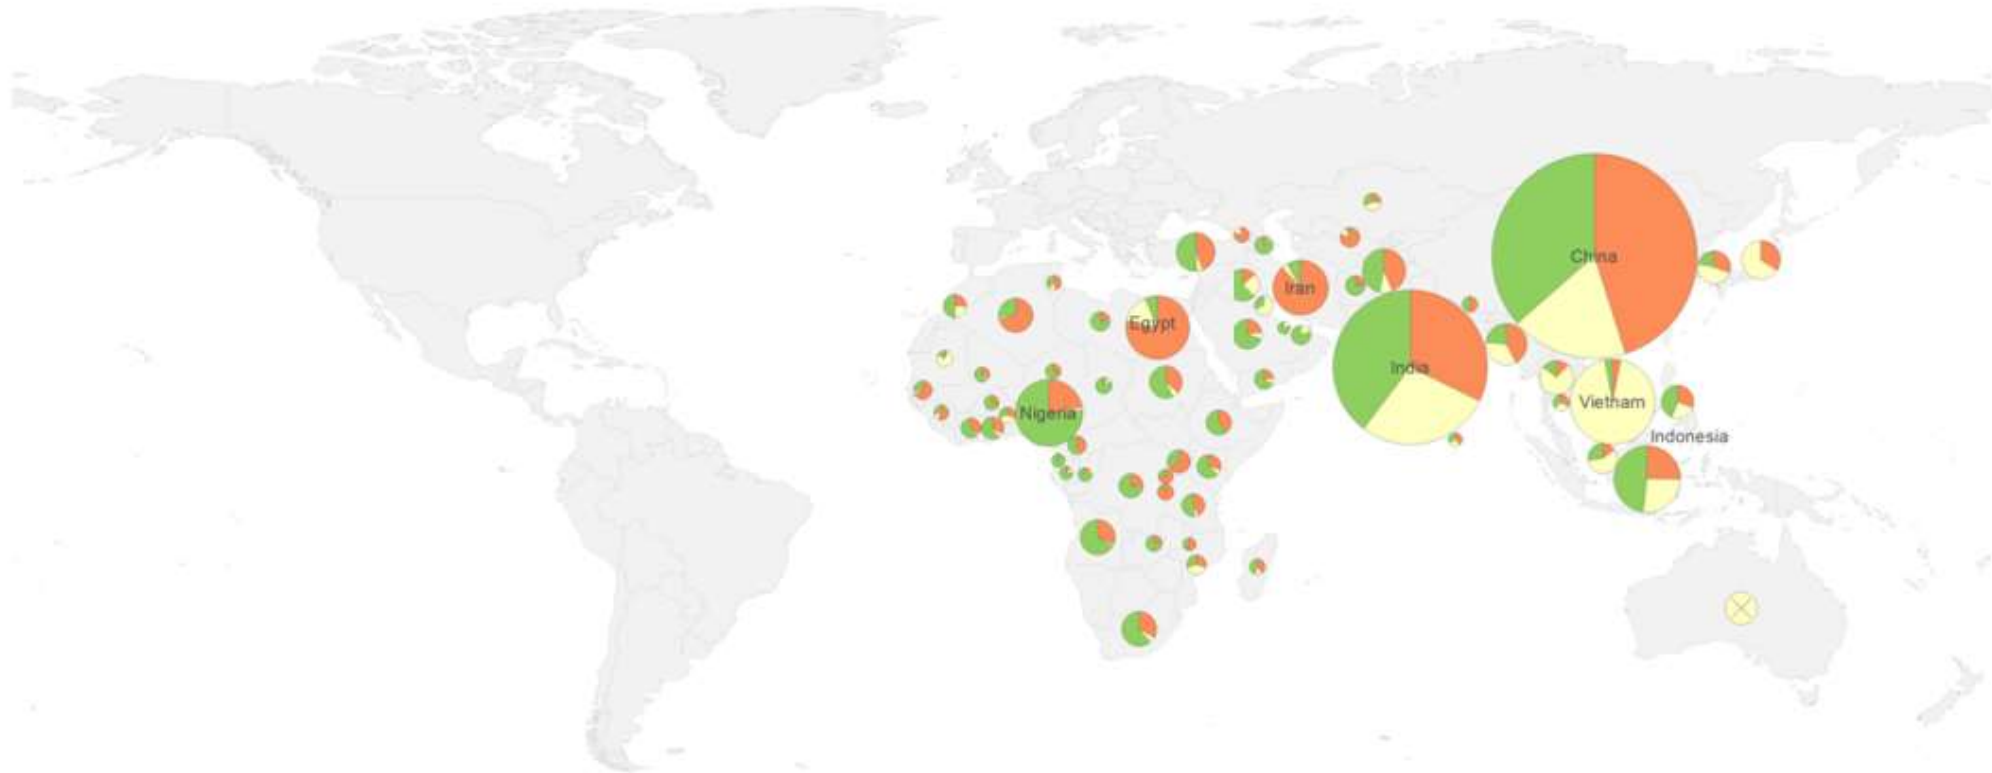 China
Iran
Egypt
India
Vietnam
Nigeria
Indonesia